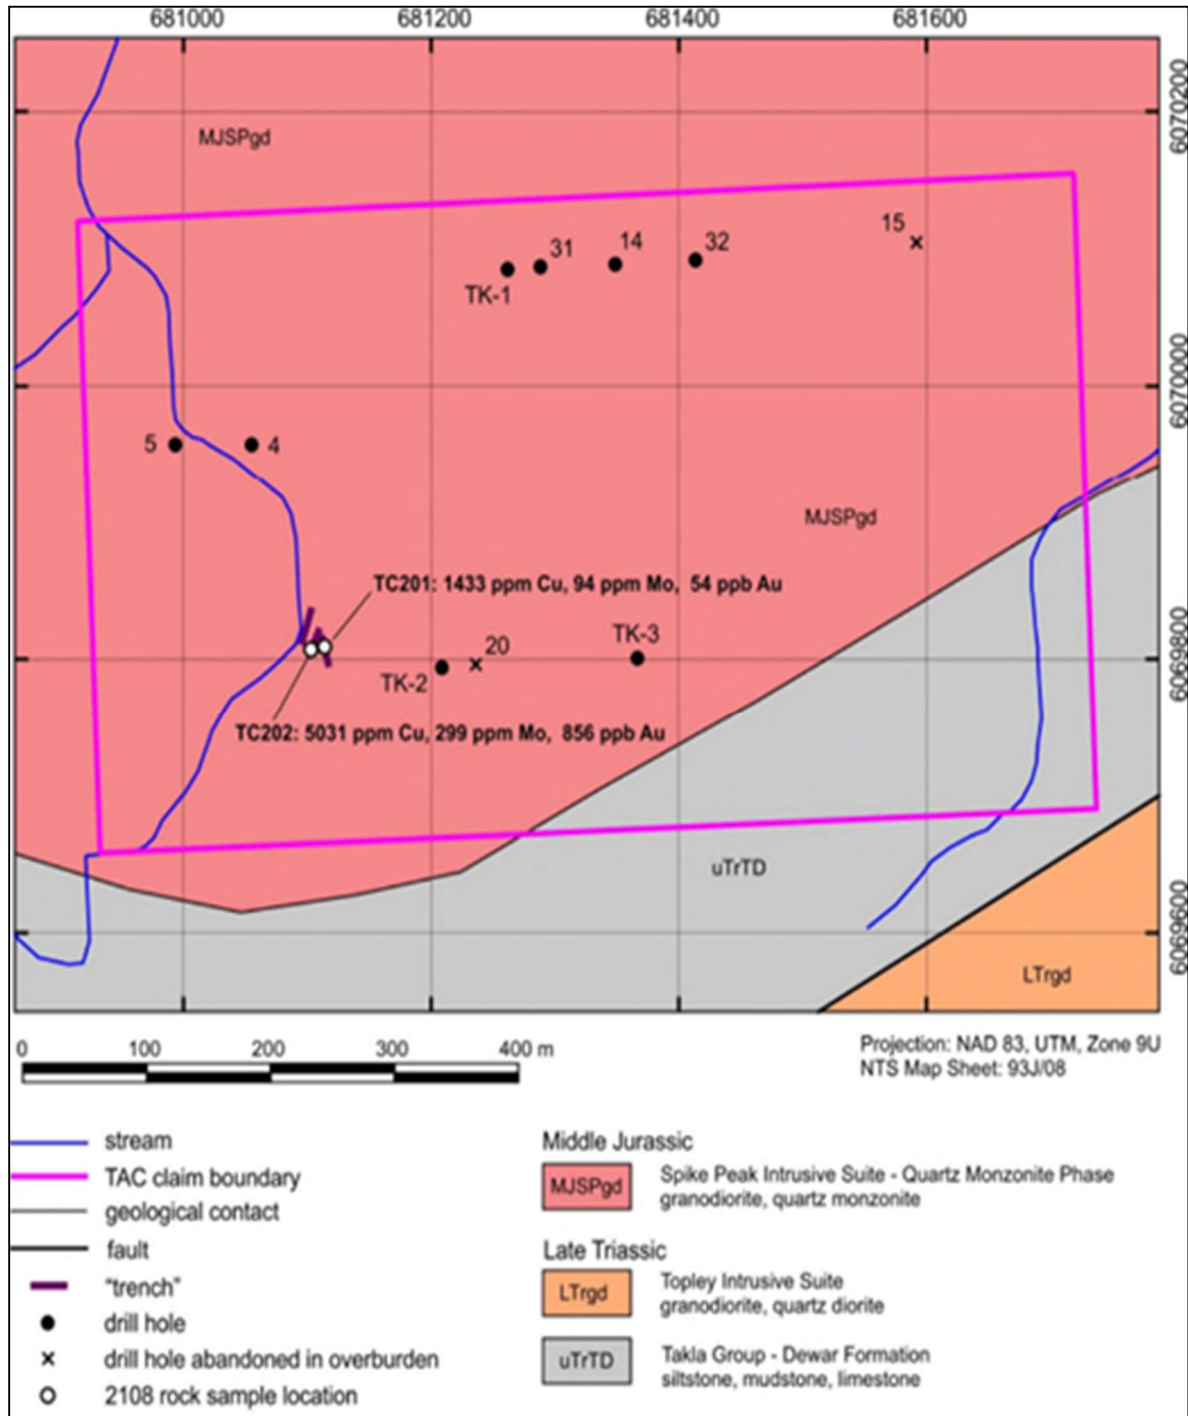 681000 681200 681400 681600
6070200
MJSPgd
15
31 14 32
TK-1
6070000
5 4
MJSPgd
TC201: 1433 ppm Cu, 94 ppm Mo, 54 ppb Au
20 TK-3
6069800
TK-2
TC202: 5031 ppm Cu, 299 ppm Mo, 856 ppb Au
uTrTD
6069600
LTrgd
0 100 200 300 400 m
Projection: NAD 83, UTM, Zone 9U
NTS Map Sheet: 93J/08
stream
TAC claim boundary
geological contact
fault
"trench"
drill hole
drill hole abandoned in overburden
2108 rock sample location
Middle Jurassic
MJSPgd
Spike Peak Intrusive Suite - Quartz Monzonite Phase
granodiorite, quartz monzonite
Late Triassic
LTrgd
Topley Intrusive Suite
granodiorite, quartz diorite
uTrTD
Takla Group - Dewar Formation
siltstone, mudstone, limestone